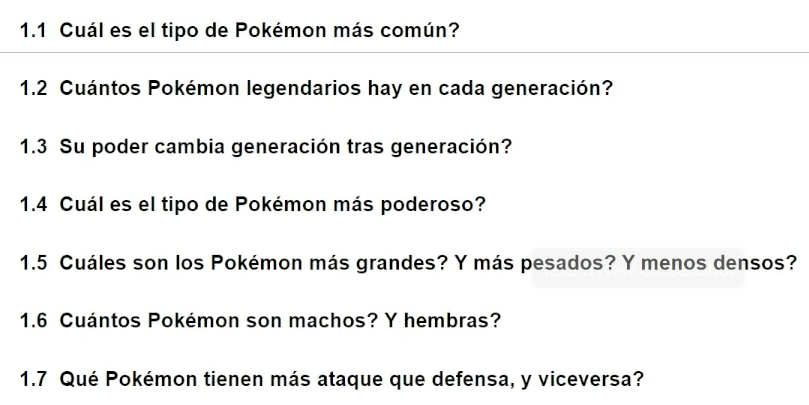 1.1 Cuál es el tipo de Pokémon más común?
1.2 Cuántos Pokémon legendarios hay en cada generación?
1.3 Su poder cambia generación tras generación?
1.4 Cuál es el tipo de Pokémon más poderoso?
1.5 Cuáles son los Pokémon más grandes? Y más pesados? Y menos densos?
1.6 Cuántos Pokémon son machos? Y hembras?
1.7 Qué Pokémon tienen más ataque que defensa, y viceversa?